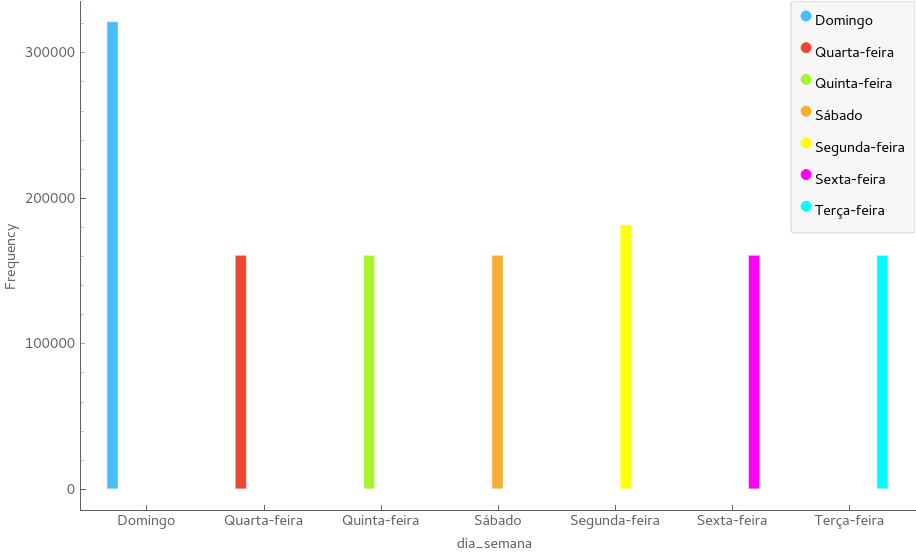 Domingo
Quarta-feira
Quinta-feira
Sábado
Segunda-feira
Sexta-feira
Terça-feira
300000
200000
100000
0
Frequency
Domingo Quarta-feira Quinta-feira Sábado Segunda-feira Sexta-feira Terça-feira
dia_semana